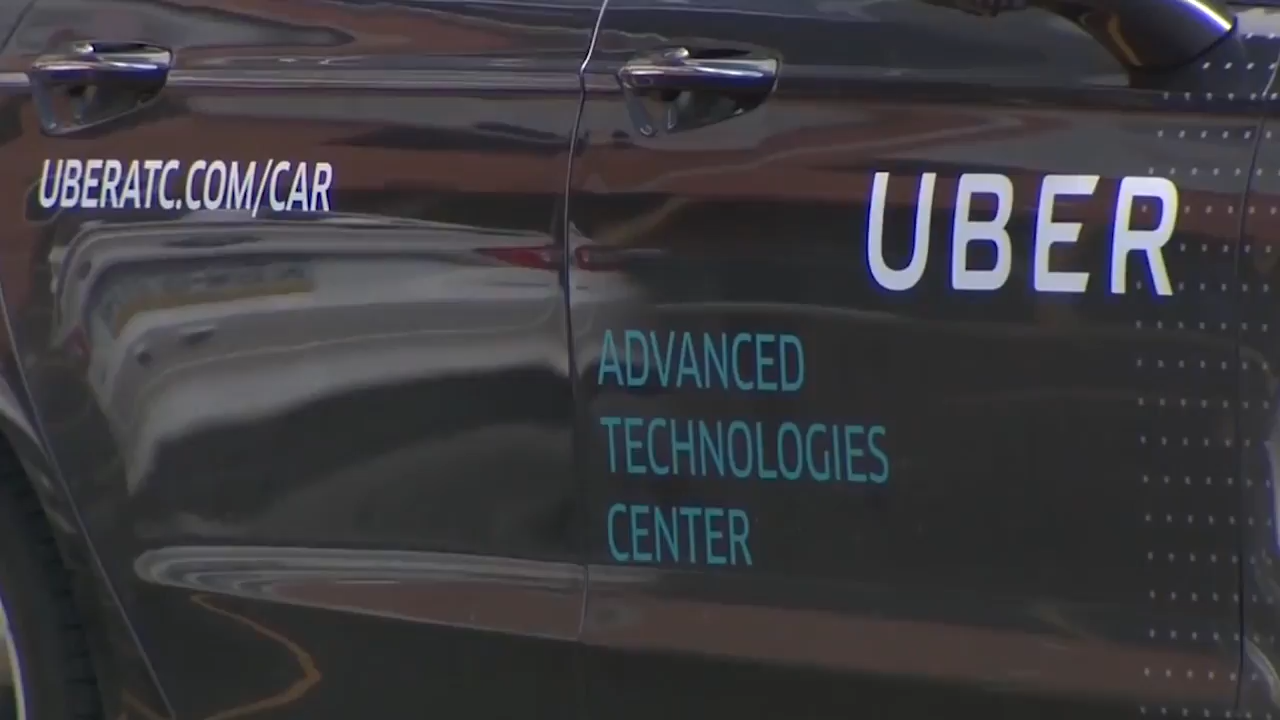 UBERATC.COM/CAR
UBER
ADVANCED
TECHNOLOGIES
CENTER